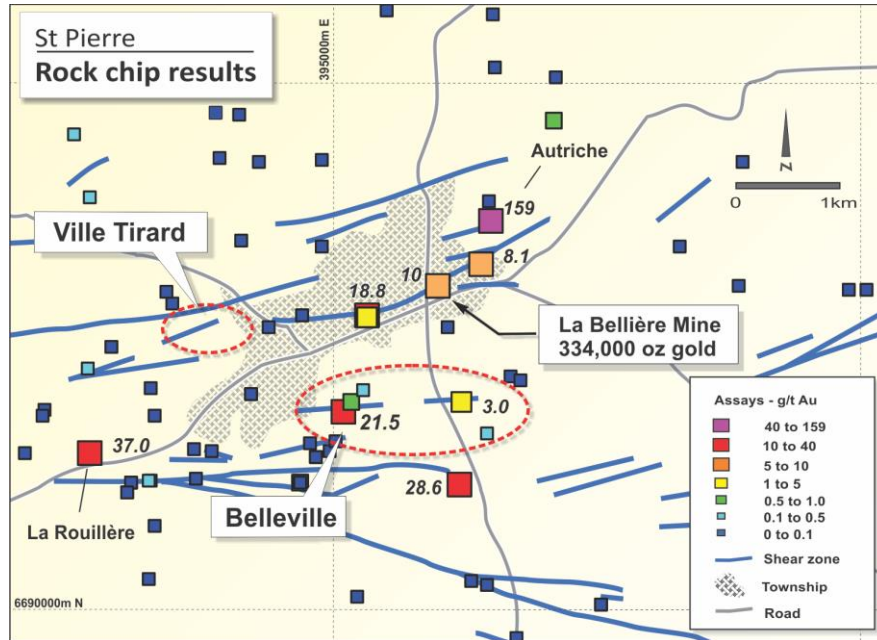 St Pierre
Rock chip results
395000m E
Autriche
N
0 1km
159
Ville Tirard
8.1
10
18.8
La Bellière Mine
334,000 oz gold
3.0
21.5
37.0
28.6
La Rouillère
Belleville
6690000m N
Assays - g/t Au
40 to 159
10 to 40
5 to 10
1 to 5
0.5 to 1.0
0.1 to 0.5
0 to 0.1
Shear zone
Township
Road